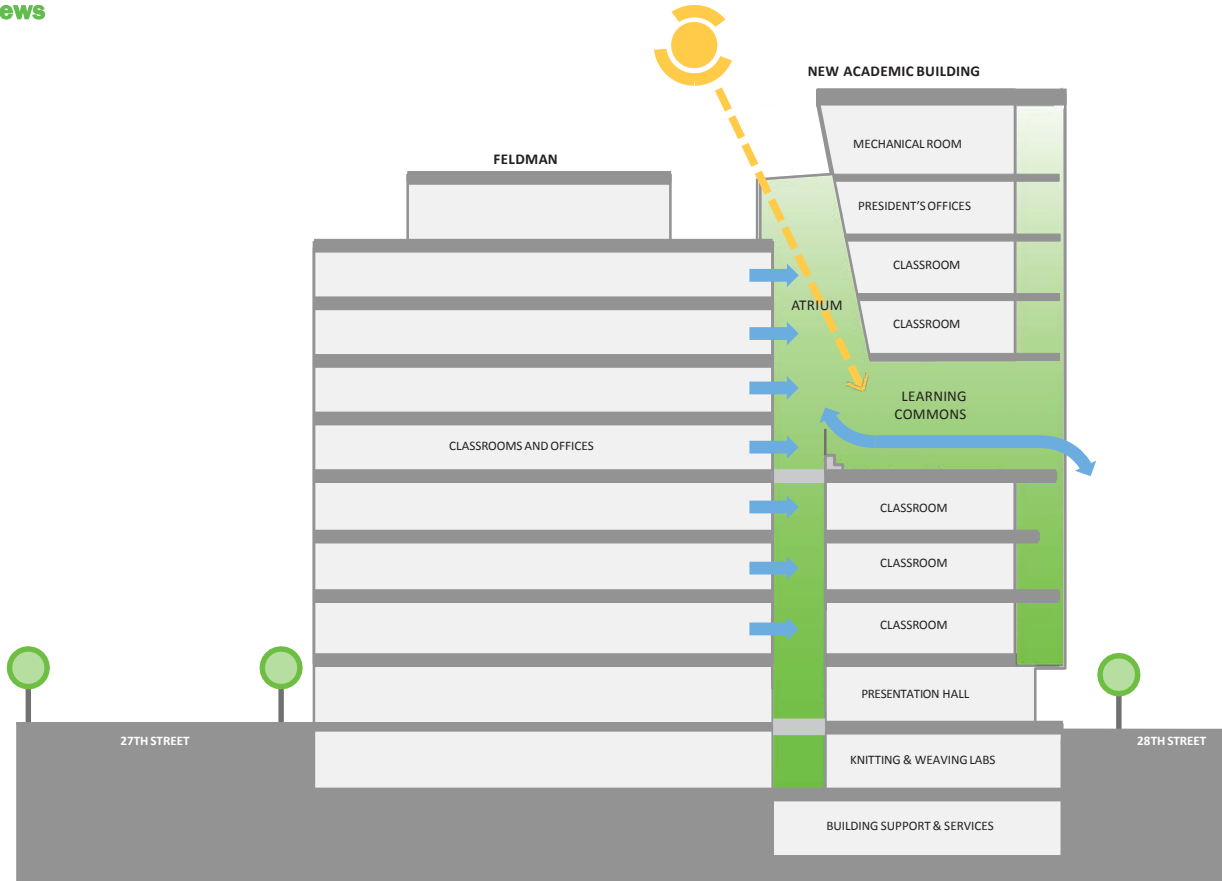 ews
NEW ACADEMIC BUILDING
FELDMAN
MECHANICAL ROOM
PRESIDENT'S OFFICES
CLASSROOM
ATRIUM
CLASSROOM
LEARNING
COMMONS
CLASSROOMS AND OFFICES
CLASSROOM
CLASSROOM
CLASSROOM
PRESENTATION HALL
27TH STREET
28TH STREET
KNITTING & WEAVING LABS
BUILDING SUPPORT & SERVICES